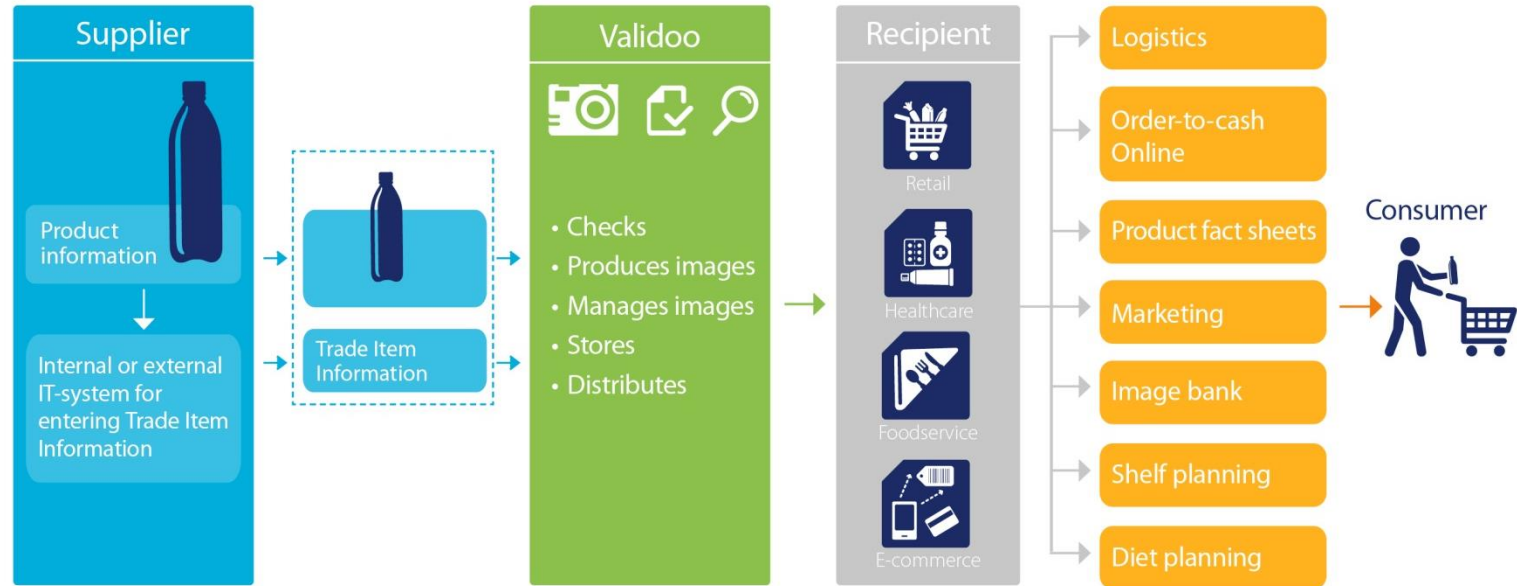 Supplier
Product
information
Internal or external
IT-system for
entering Trade Item
Information
Trade Item
Information
Validoo
• Checks
• Produces images
• Manages images
• Stores
• Distributes
Recipient
Retail
Healthcare
Foodservice
E-commerce
Logistics
Order-to-cash
Online
Product fact sheets
Marketing
Image bank
Shelf planning
Diet planning
Consumer